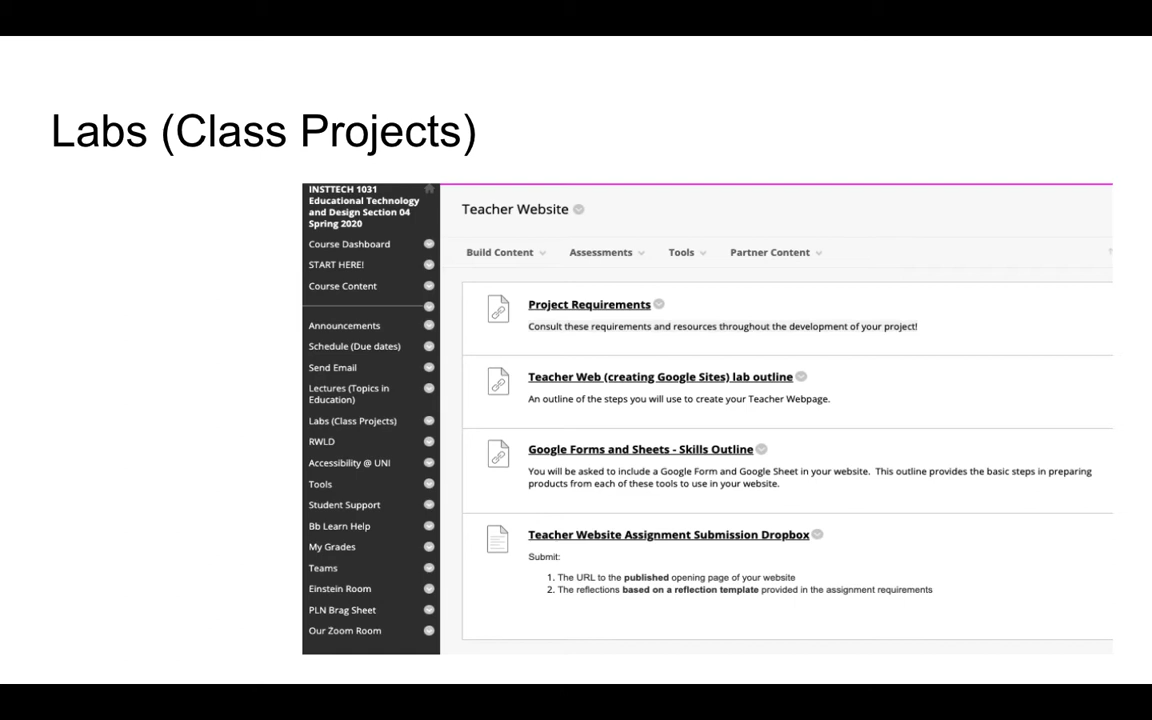 Labs (Class Projects)
INSTTECH 1031
Educational Technology
and Design Section 04
Spring 2020
Course Dashboard
START HERE!
Course Content
Announcements
Schedule (Due dates)
Send Email
Lectures (Topics in
Education)
Labs (Class Projects)
RWLD
Accessibility @ UNI
Tools
Student Support
Bb Learn Help
My Grades
Teams
Einstein Room
PLN Brag Sheet
Our Zoom Room
Teacher Website
Build Content Assessments Tools Partner Content
Project Requirements
Consult these requirements and resources throughout the development of your project!
Teacher Web (creating Google Sites) lab outline
An outline of the steps you will use to create your Teacher Webpage.
Google Forms and Sheets - Skills Outline
You will be asked to include a Google Form and Google Sheet in your website. This outline provides the basic steps in preparing
products from each of these tools to use in your website.
Teacher Website Assignment Submission Dropbox
Submit:
1. The URL to the published opening page of your website
2. The reflections based on a reflection template provided in the assignment requirements